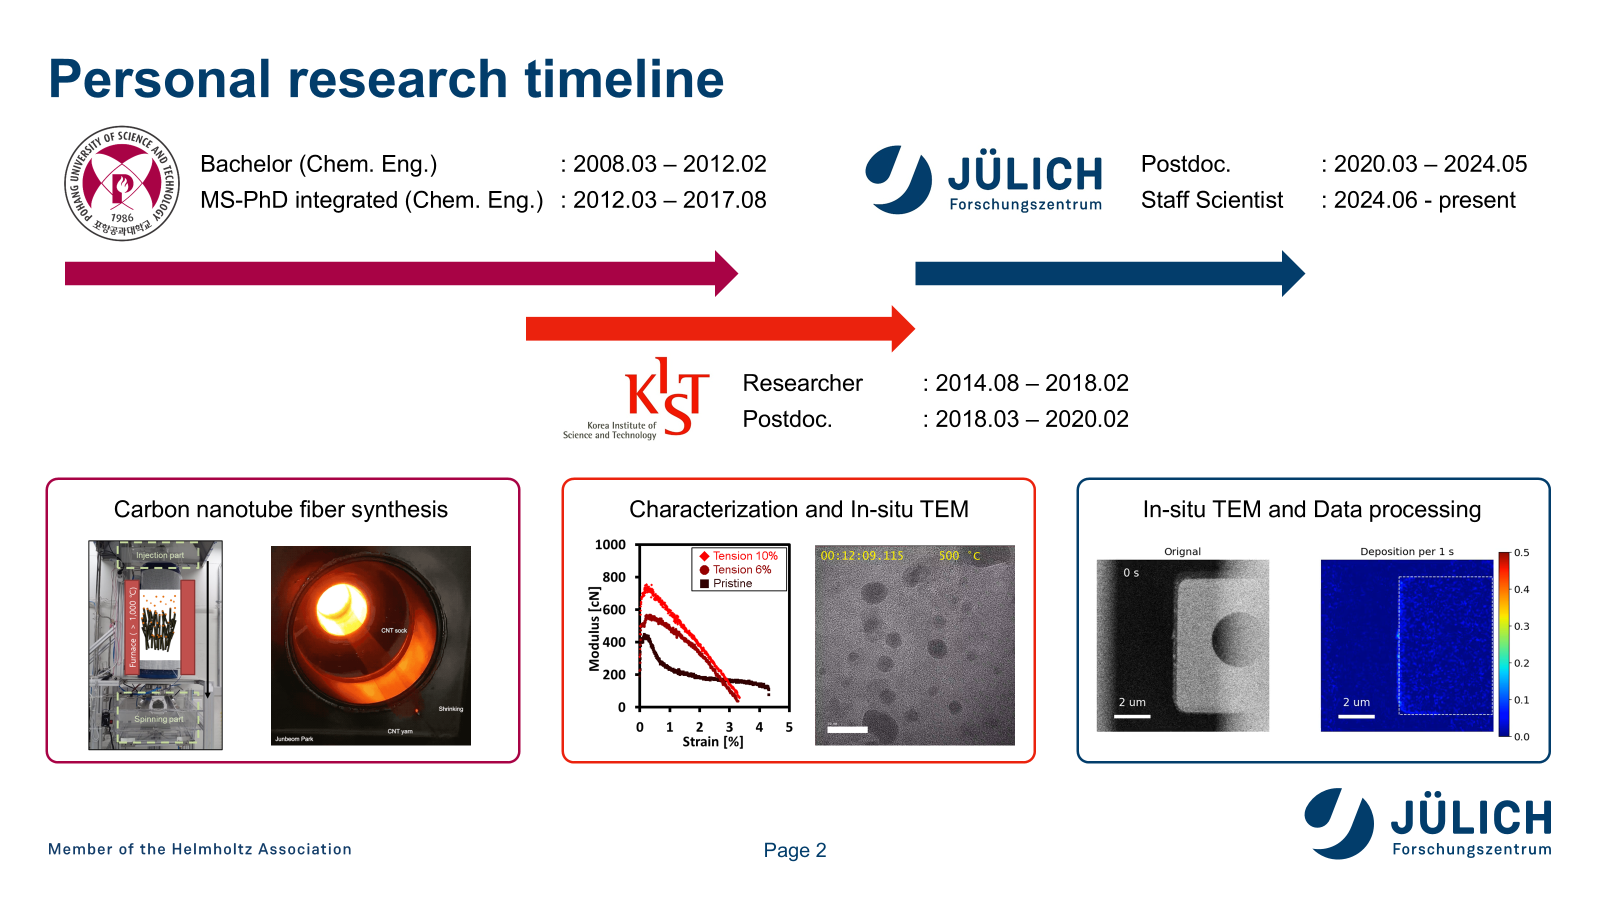 Personal research timeline
POHANG UNIVERSITY OF SCIENCE AND TECHNOLOGY
1986
포항공과대학교
Bachelor (Chem. Eng.) : 2008.03 – 2012.02
MS-PhD integrated (Chem. Eng.) : 2012.03 – 2017.08
JÜLICH
Forschungszentrum
Postdoc. : 2020.03 – 2024.05
Staff Scientist : 2024.06 - present
KIST
Korea Institute of
Science and Technology
Researcher : 2014.08 – 2018.02
Postdoc. : 2018.03 – 2020.02
Carbon nanotube fiber synthesis
Injection part
Furnace ( > 1,000 ℃)
Spinning part
CNT sock
Shrinking
CNT yarn
Junbeom Park
Characterization and In-situ TEM
Modulus [cN]
1000
800
600
400
200
0
Tension 10%
Tension 6%
Pristine
0 1 2 3 4 5
Strain [%]
00:12:09.115 500 °C
In-situ TEM and Data processing
Orignal
0 s
2 um
Deposition per 1 s
2 um
0.5
0.4
0.3
0.2
0.1
0.0
Member of the Helmholtz Association
Page 2
JÜLICH
Forschungszentrum